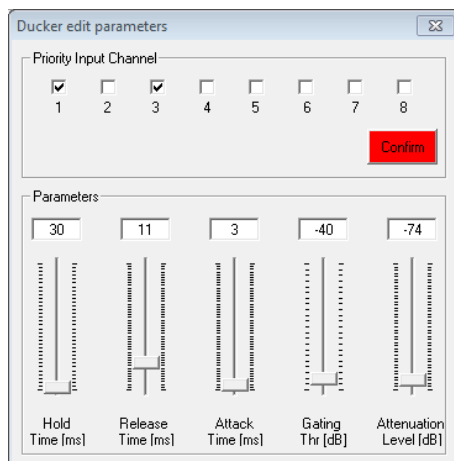 Ducker edit parameters
Priority Input Channel
1 2 3 4 5 6 7 8
Confirm
Parameters
30 11 3 -40 -74
Hold Release Attack Gating Attenuation
Time [ms] Time [ms] Time [ms] Thr [dB] Level [dB]